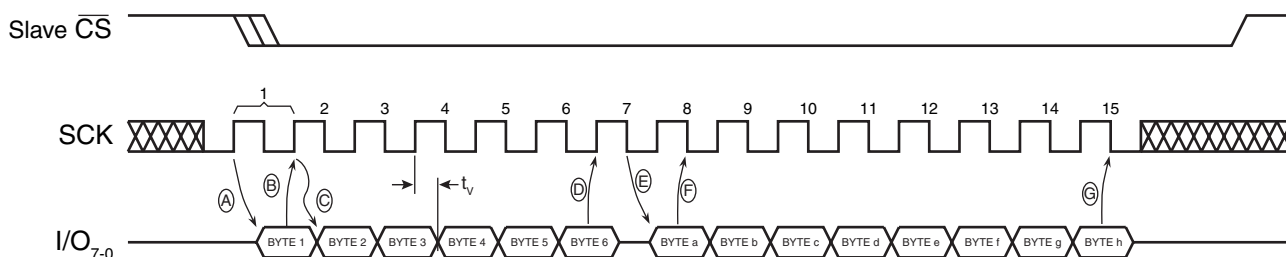 Slave CS
1 2 3 4 5 6 7 8 9 10 11 12 13 14 15
SCK
A B C tv D E F G
I/O7-0 BYTE 1 BYTE 2 BYTE 3 BYTE 4 BYTE 5 BYTE 6 BYTE a BYTE b BYTE c BYTE d BYTE e BYTE f BYTE g BYTE h